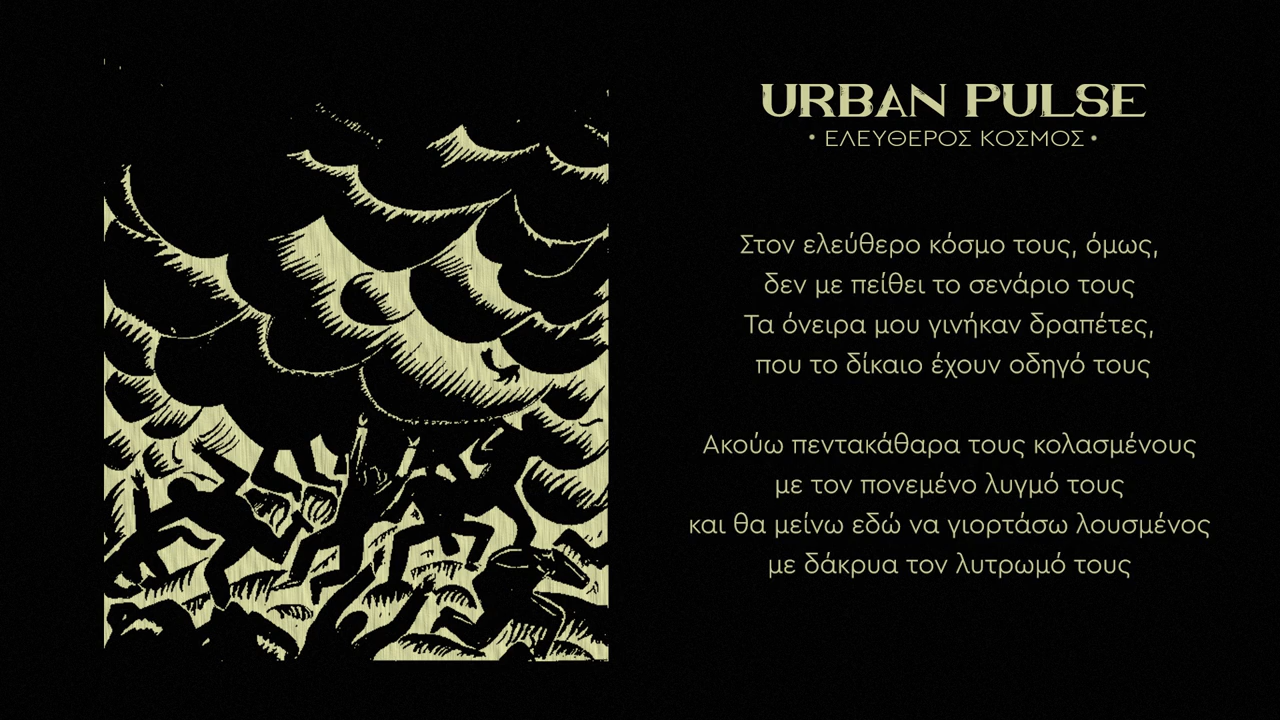 URBAN PULSE
• ΕΛΕΥΘΕΡΟΣ ΚΟΣΜΟΣ •
Στον ελεύθερο κόσμο τους, όμως,
δεν με πείθει το σενάριο τους
Τα όνειρα μου γινήκαν δραπέτες,
που το δίκαιο έχουν οδηγό τους
Ακούω πεντακάθαρα τους κολασμένους
με τον πονεμένο λυγμό τους
και θα μείνω εδώ να γιορτάσω λουσμένος
με δάκρυα τον λυτρωμό τους